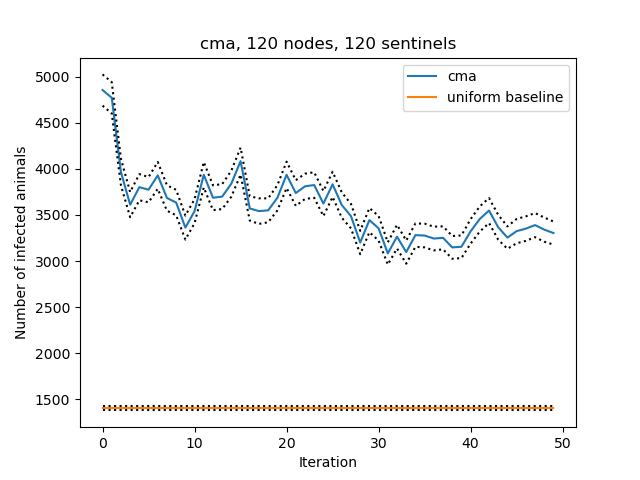 cma, 120 nodes, 120 sentinels
cma
uniform baseline
Number of infected animals
5000
4500
4000
3500
3000
2500
2000
1500
0 10 20 30 40 50
Iteration